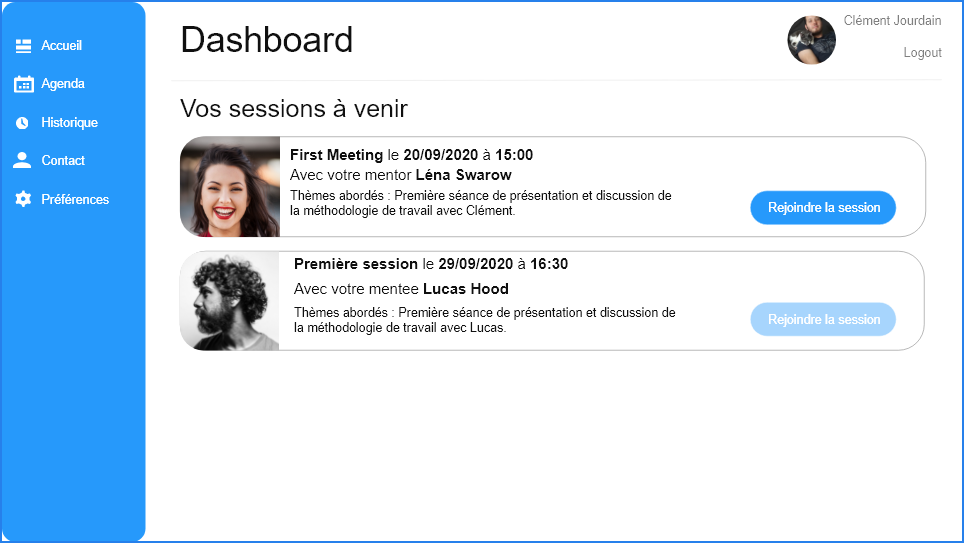 Dashboard
Clément Jourdain
Logout
Accueil
Agenda
Historique
Contact
Préférences
Vos sessions à venir
First Meeting le 20/09/2020 à 15:00
Avec votre mentor Léna Swarow
Thèmes abordés : Première séance de présentation et discussion de
la méthodologie de travail avec Clément.
Rejoindre la session
Première session le 29/09/2020 à 16:30
Avec votre mentee Lucas Hood
Thèmes abordés : Première séance de présentation et discussion de
la méthodologie de travail avec Lucas.
Rejoindre la session